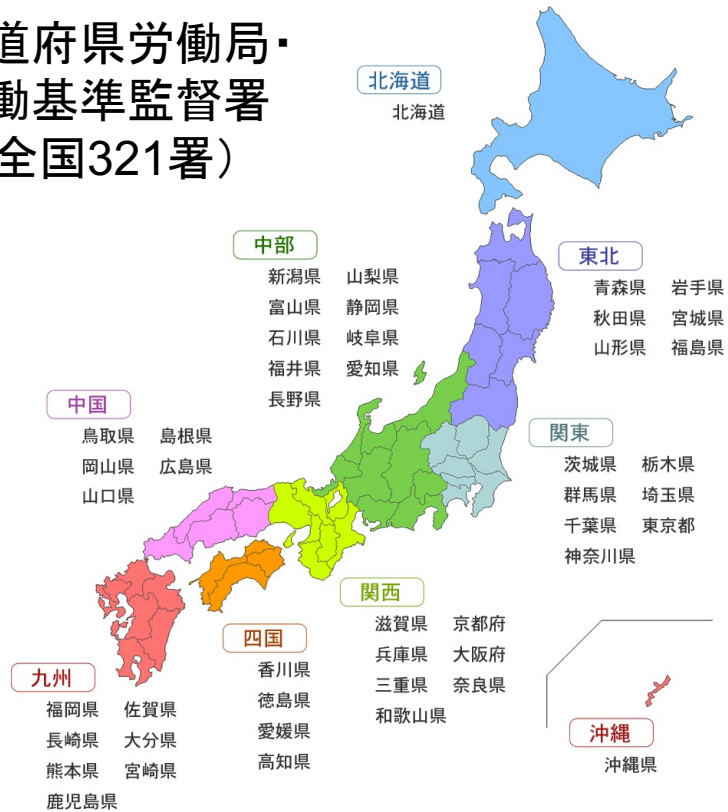 道府県労働局・
働基準監督署
全国321署）
北海道
北海道
中部
新潟県 山梨県
富山県 静岡県
石川県 岐阜県
福井県 愛知県
長野県
東北
青森県 岩手県
秋田県 宮城県
山形県 福島県
中国
鳥取県 島根県
岡山県 広島県
山口県
関東
茨城県 栃木県
群馬県 埼玉県
千葉県 東京都
神奈川県
関西
滋賀県 京都府
兵庫県 大阪府
三重県 奈良県
和歌山県
四国
香川県
徳島県
愛媛県
高知県
九州
福岡県 佐賀県
長崎県 大分県
熊本県 宮崎県
鹿児島県
沖縄
沖縄県